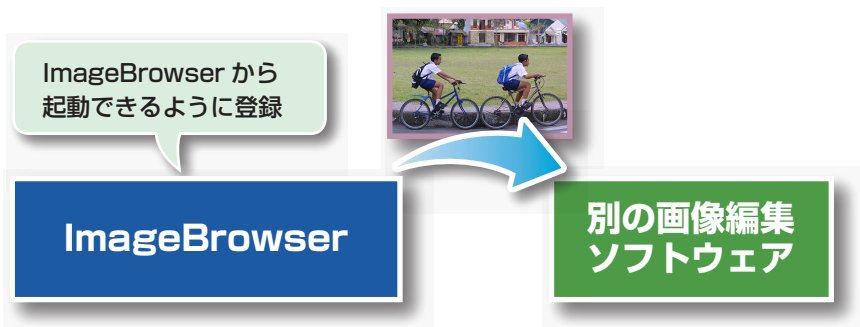 ImageBrowser から
起動できるように登録
ImageBrowser
別の画像編集
ソフトウェア